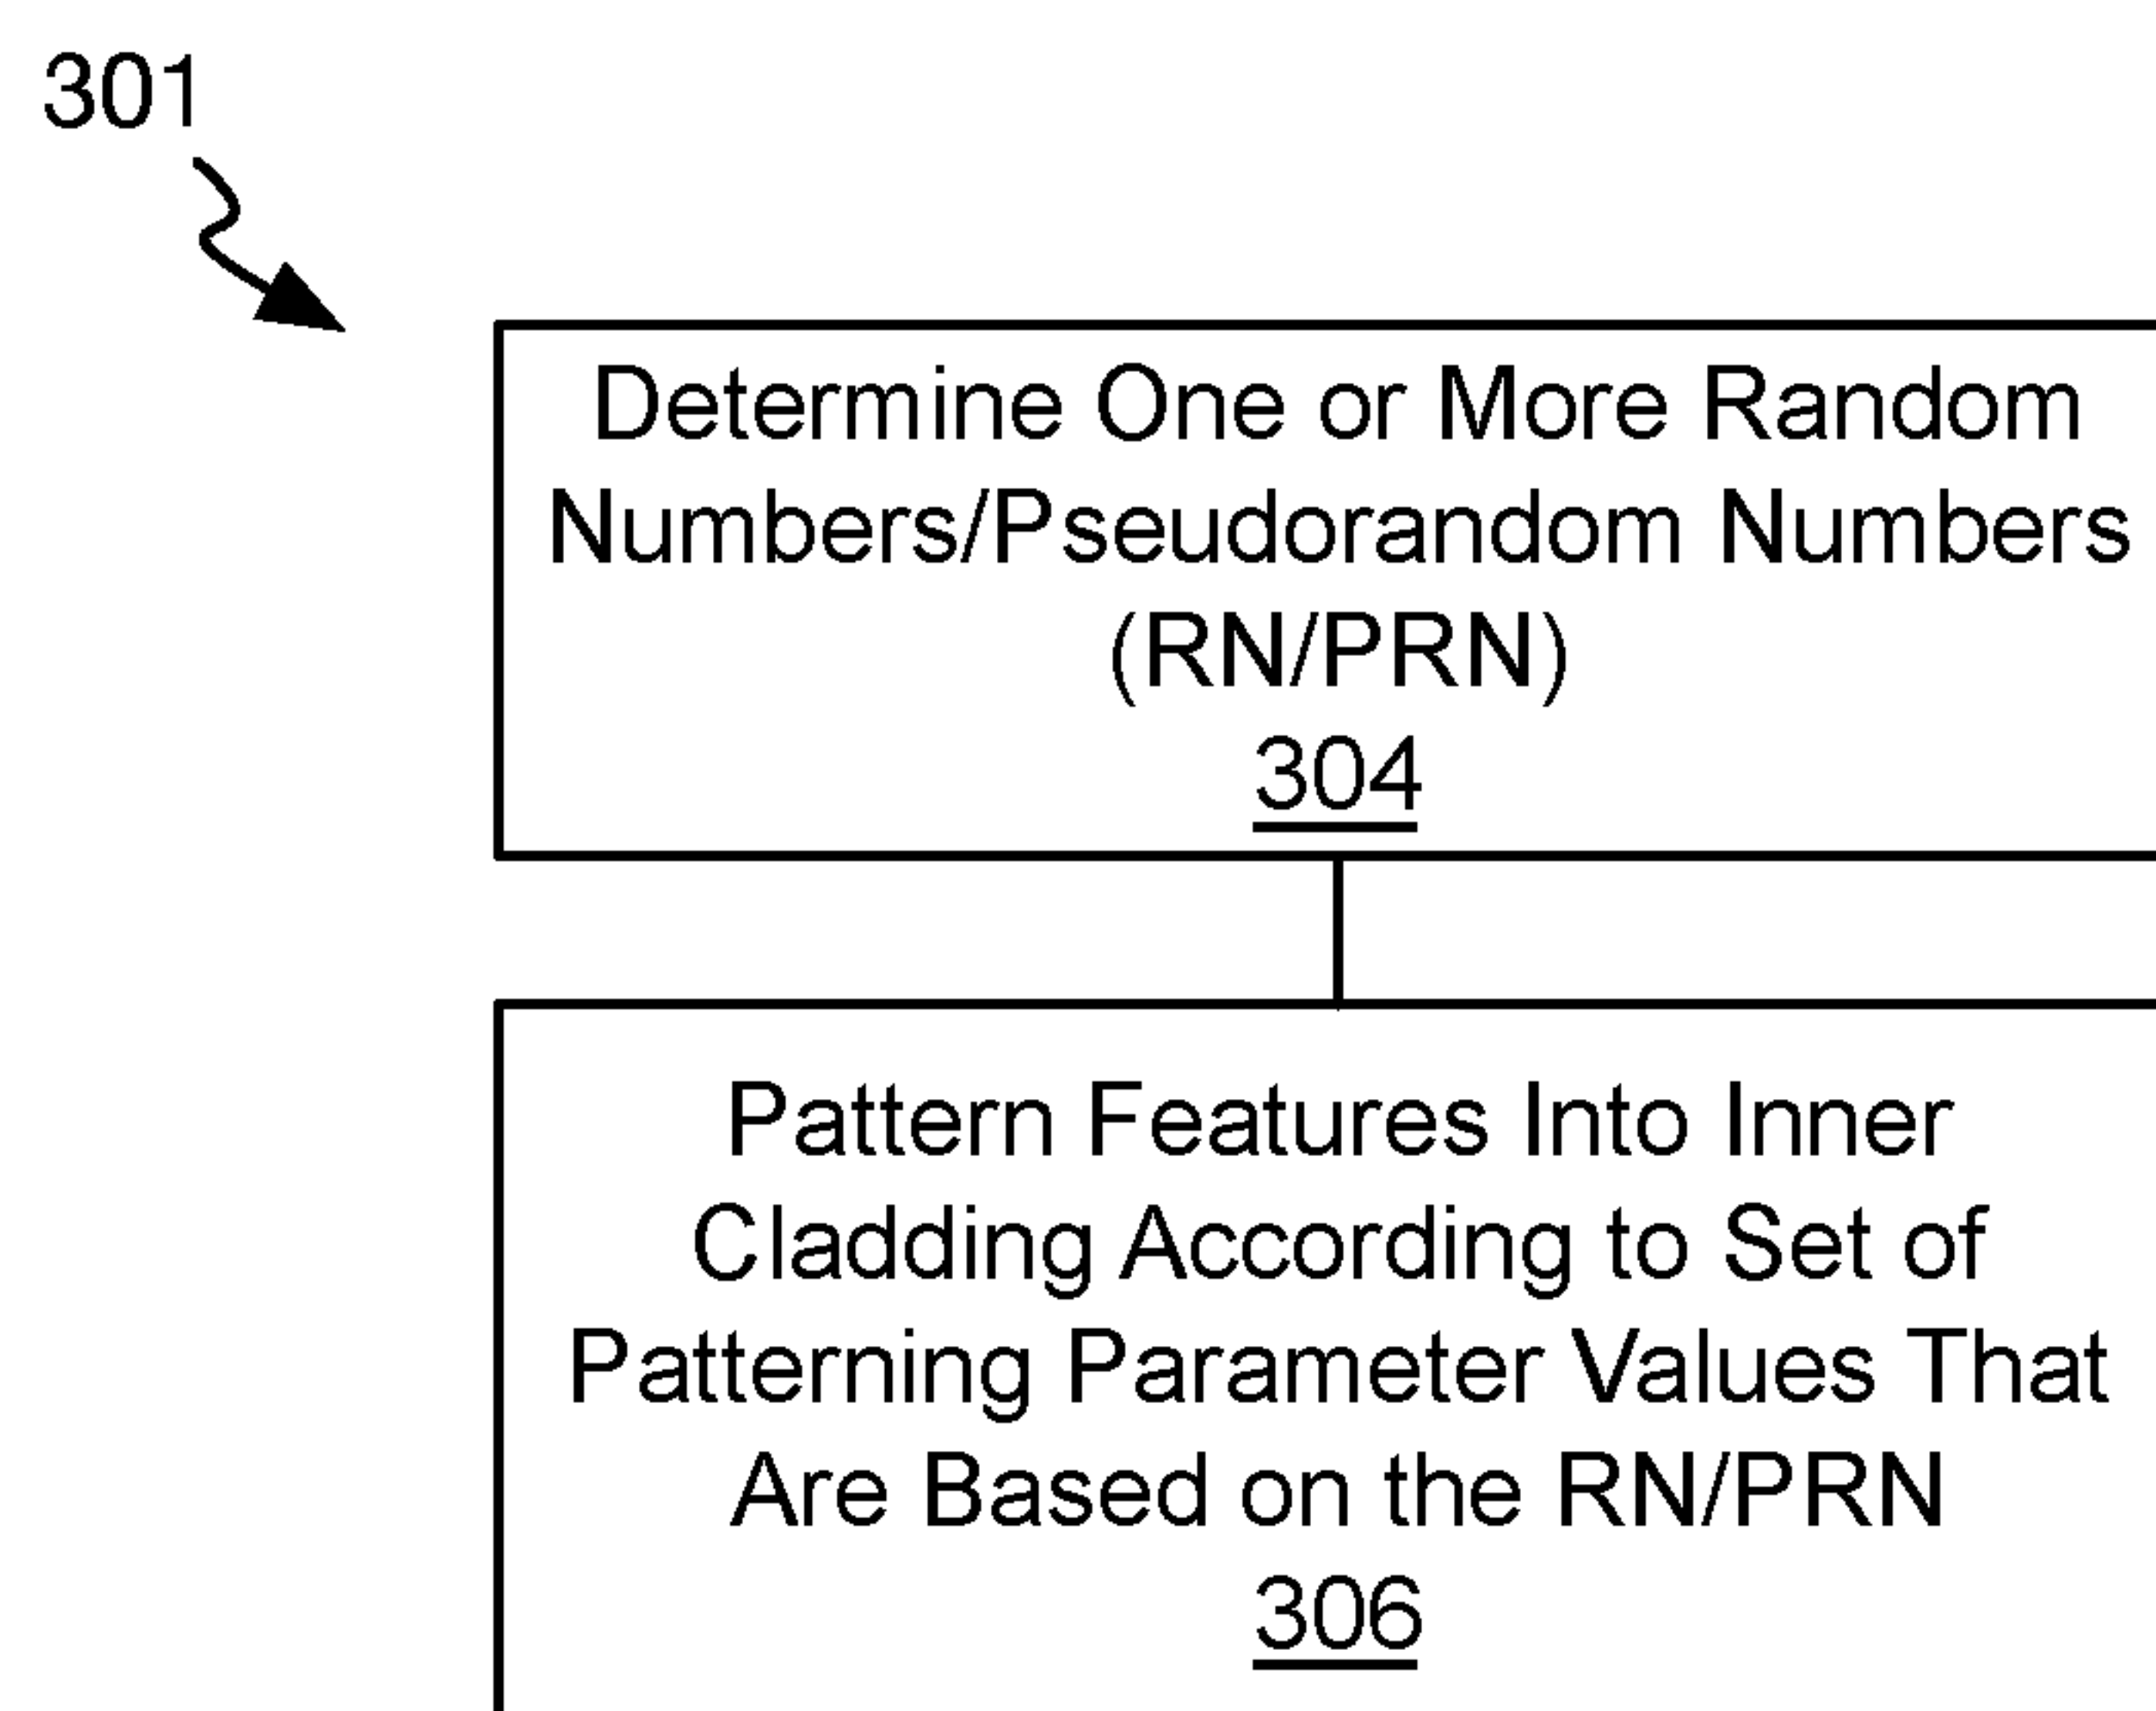 301
Determine One or More Random
Numbers/Pseudorandom Numbers
(RN/PRN)
304
Pattern Features Into Inner
Cladding According to Set of
Patterning Parameter Values That
Are Based on the RN/PRN
306